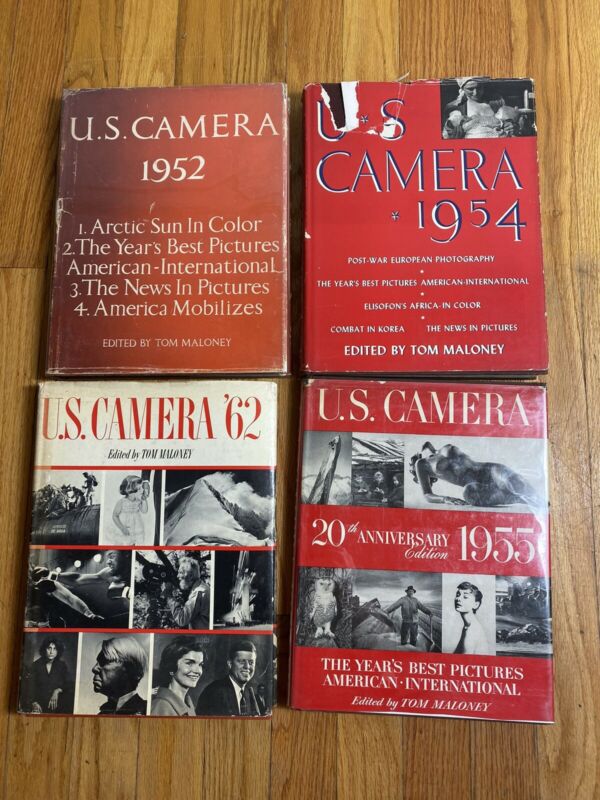 U.S. CAMERA
1952
1. Arctic Sun In Color
2. The Year's Best Pictures
American-International
3. The News In Pictures
4. America Mobilizes
EDITED BY TOM MALONEY
U * S
CAMERA
* 1954
POST-WAR EUROPEAN PHOTOGRAPHY
*
THE YEAR'S BEST PICTURES AMERICAN-INTERNATIONAL
*
ELISOFON'S AFRICA-IN COLOR
*
COMBAT IN KOREA * THE NEWS IN PICTURES
EDITED BY TOM MALONEY
U.S. CAMERA '62
Edited by TOM MALONEY
U.S. CAMERA
20th ANNIVERSARY Edition 1955
THE YEAR'S BEST PICTURES
AMERICAN · INTERNATIONAL
Edited by TOM MALONEY